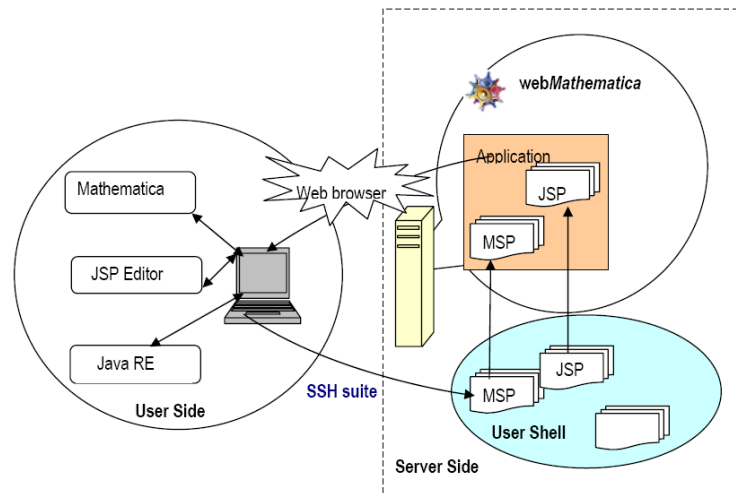 webMathematica
Application
JSP
MSP
Web browser
Mathematica
JSP Editor
Java RE
User Side
SSH suite
JSP
MSP
User Shell
Server Side